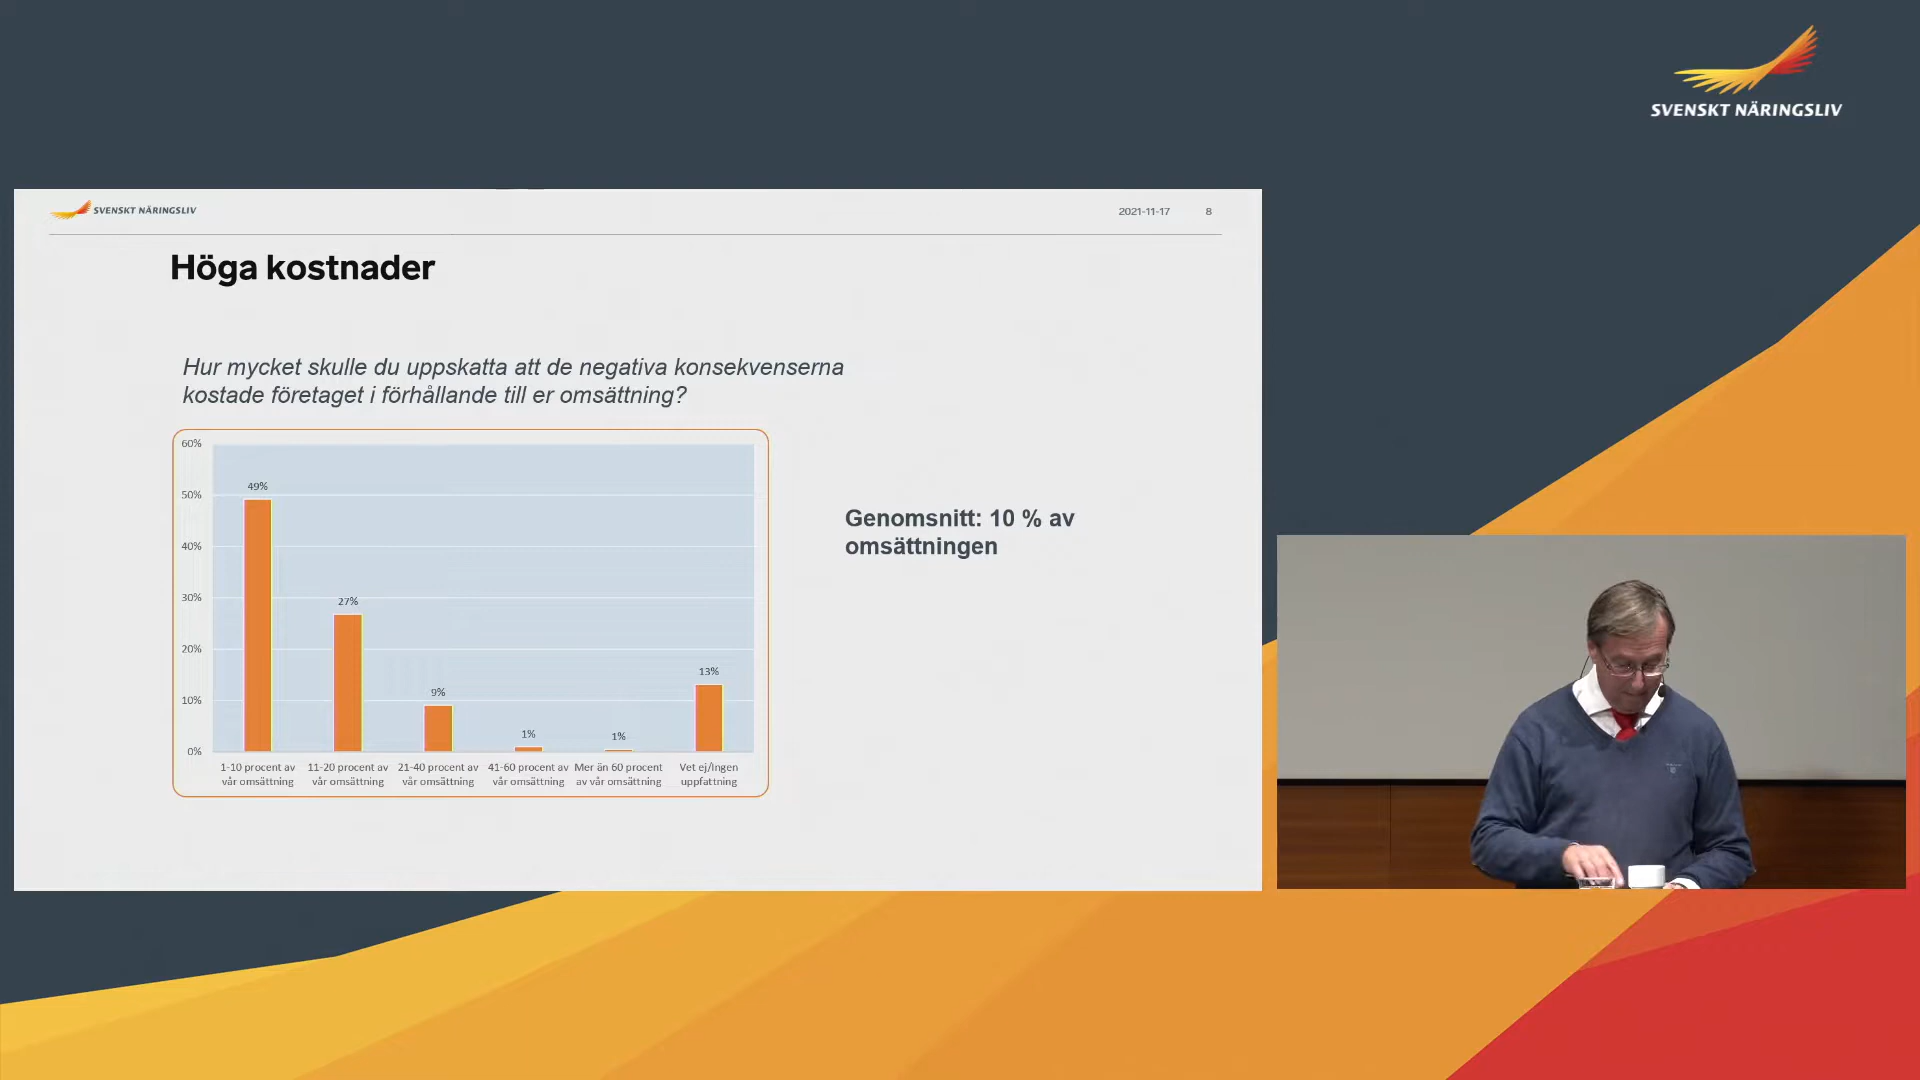 SVENSKT NÄRINGSLIV
SVENSKT NÄRINGSLIV
2021-11-17 8
Höga kostnader
Hur mycket skulle du uppskatta att de negativa konsekvenserna
kostade företaget i förhållande till er omsättning?
60%
50%
40%
30%
20%
10%
0%
49%
27%
9%
1%
1%
13%
1-10 procent av
vår omsättning
11-20 procent av
vår omsättning
21-40 procent av
vår omsättning
41-60 procent av
vår omsättning
Mer än 60 procent
av vår omsättning
Vet ej/Ingen
uppfattning
Genomsnitt: 10 % av
omsättningen